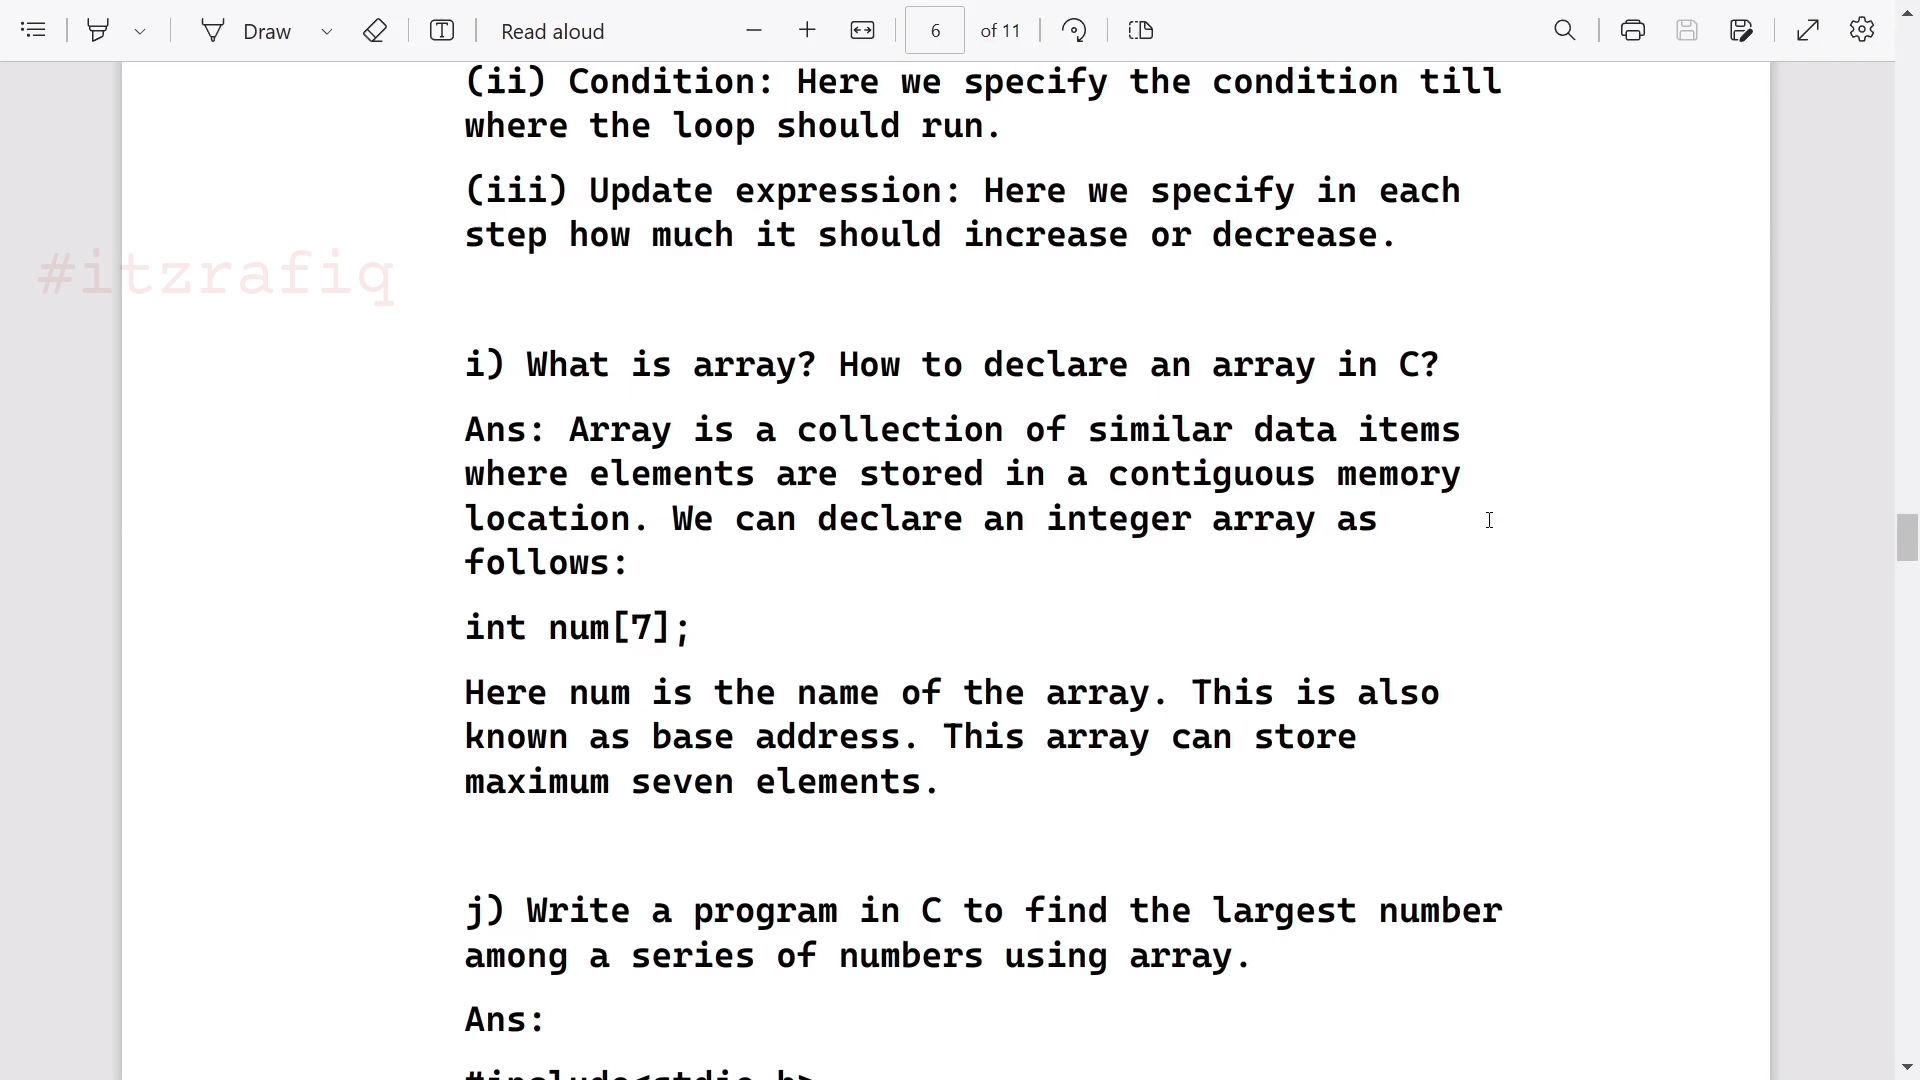 Draw
Read aloud
6 of 11
(ii) Condition: Here we specify the condition till
where the loop should run.
(iii) Update expression: Here we specify in each
step how much it should increase or decrease.
#itzrafiq
i) What is array? How to declare an array in C?
Ans: Array is a collection of similar data items
where elements are stored in a contiguous memory
location. We can declare an integer array as
follows:
int num[7];
Here num is the name of the array. This is also
known as base address. This array can store
maximum seven elements.
j) Write a program in C to find the largest number
among a series of numbers using array.
Ans:
#include<stdio.h>